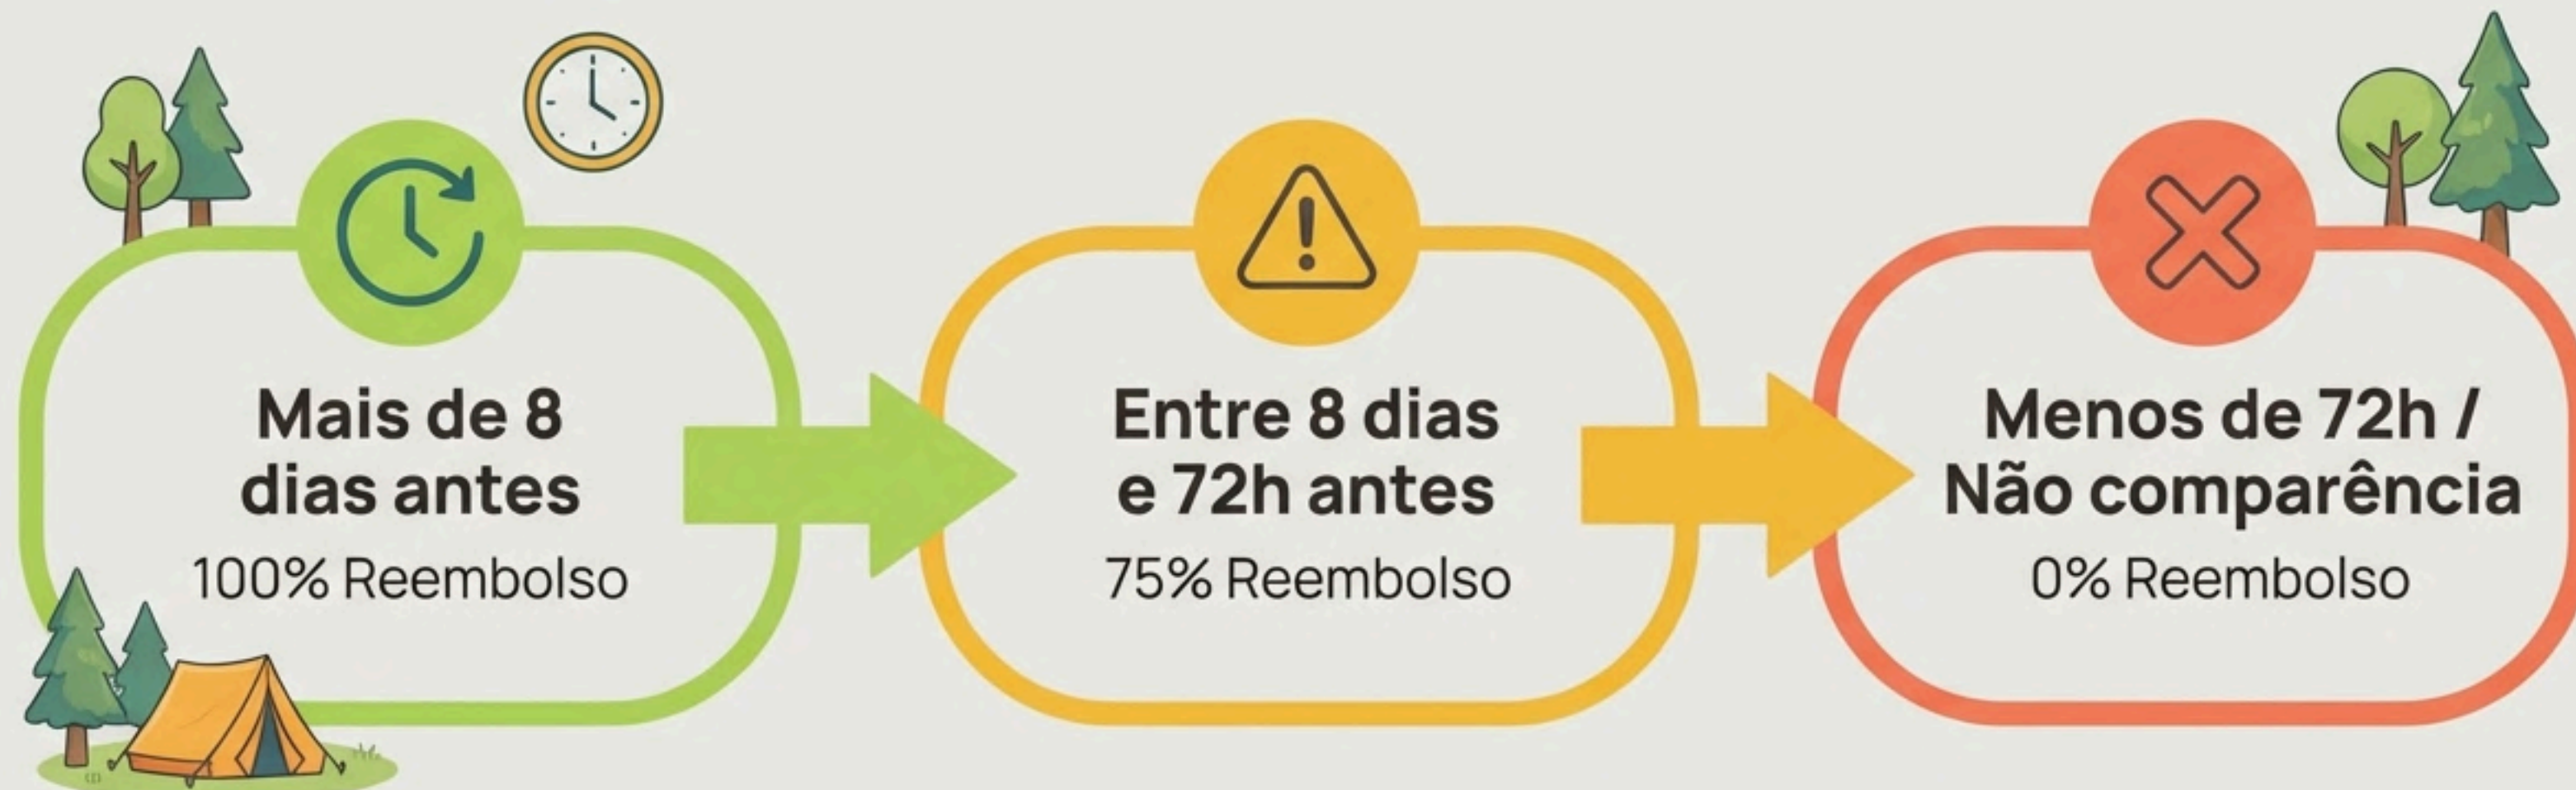 Mais de 8
dias antes
100% Reembolso
Entre 8 dias
e 72h antes
75% Reembolso
Menos de 72h /
Não comparência
0% Reembolso